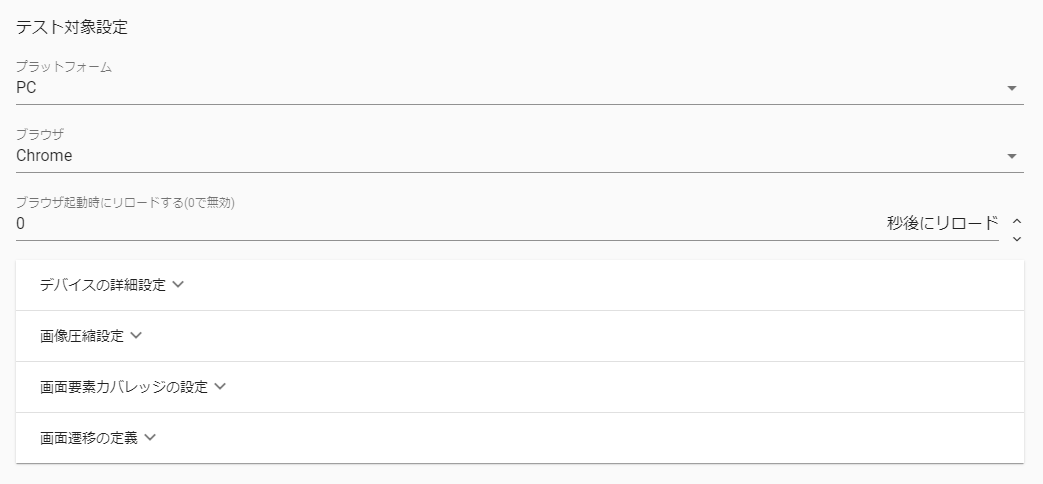 テスト対象設定
プラットフォーム
PC
ブラウザ
Chrome
ブラウザ起動時にリロードする(0で無効)
0 秒後にリロード
デバイスの詳細設定
画像圧縮設定
画面要素カバレッジの設定
画面遷移の定義